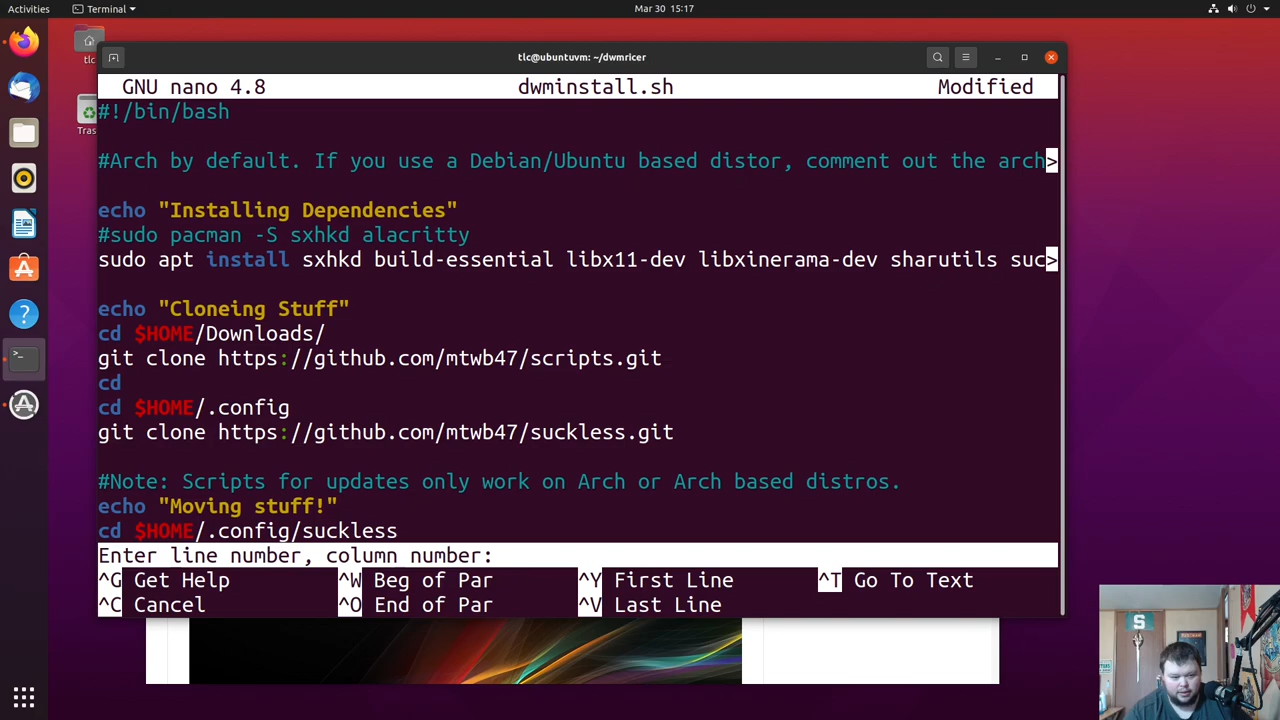 Activities
Terminal
Mar 30 15:17
tlc
Tras
tlc@ubuntuvm: ~/dwmricer
GNU nano 4.8 dwminstall.sh Modified
#!/bin/bash
#Arch by default. If you use a Debian/Ubuntu based distor, comment out the arch>
echo "Installing Dependencies"
#sudo pacman -S sxhkd alacritty
sudo apt install sxhkd build-essential libx11-dev libxinerama-dev sharutils suc>
echo "Cloneing Stuff"
cd $HOME/Downloads/
git clone https://github.com/mtwb47/scripts.git
cd
cd $HOME/.config
git clone https://github.com/mtwb47/suckless.git
#Note: Scripts for updates only work on Arch or Arch based distros.
echo "Moving stuff!"
cd $HOME/.config/suckless
Enter line number, column number:
^G Get Help ^W Beg of Par ^Y First Line ^T Go To Text
^C Cancel ^O End of Par ^V Last Line
S